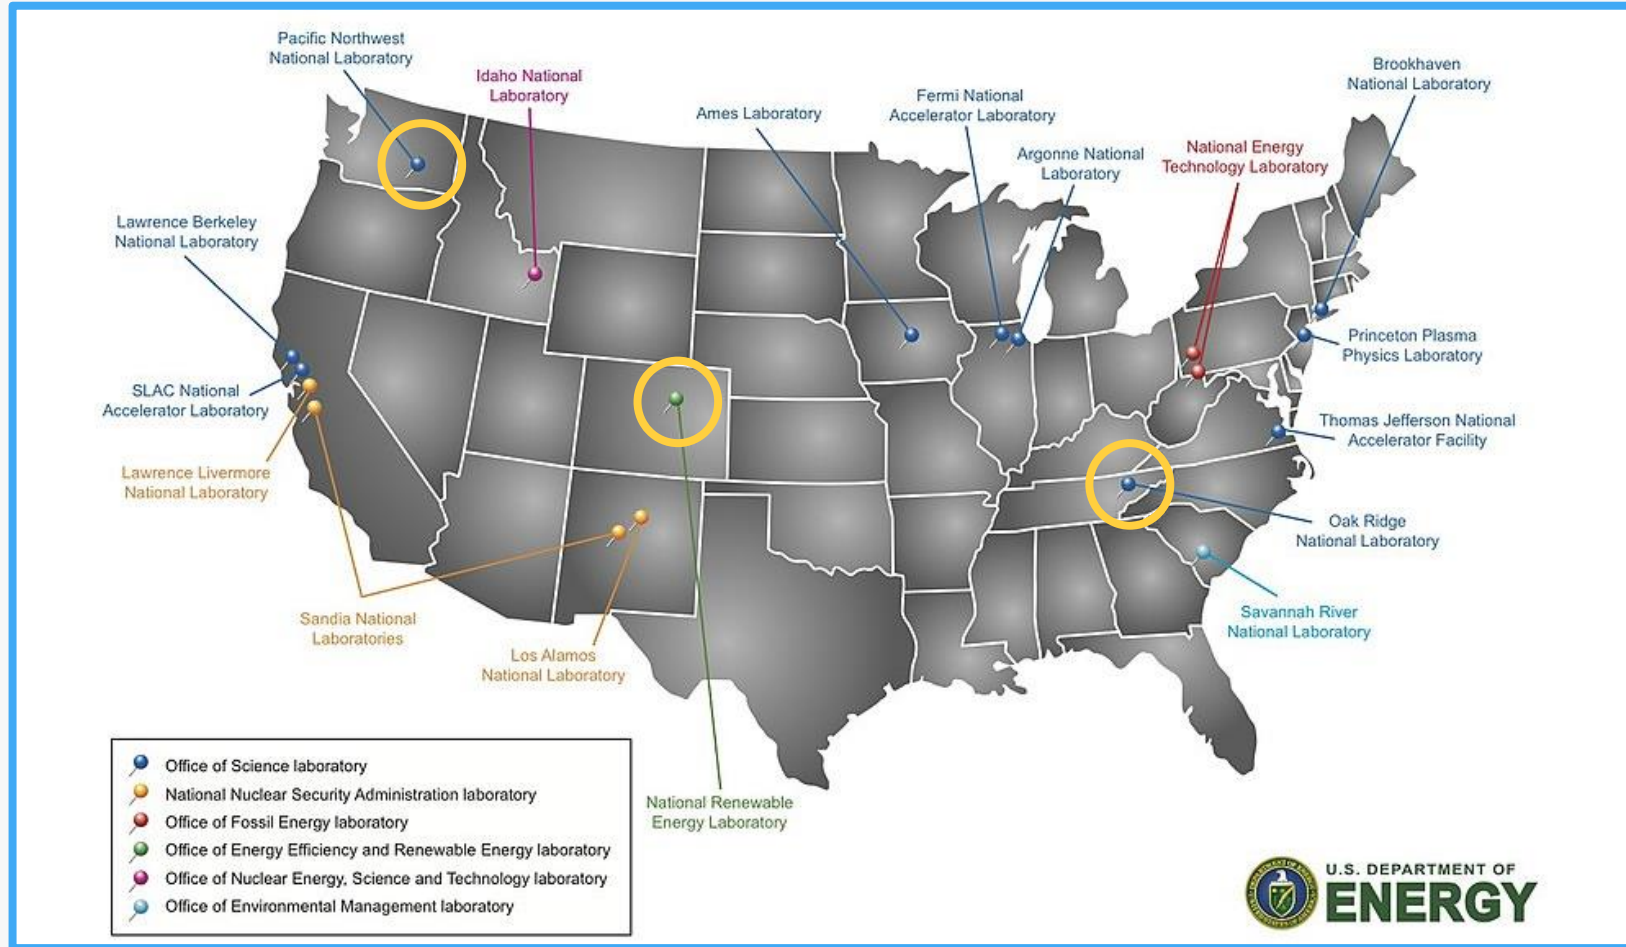 Pacific Northwest
National Laboratory
Idaho National
Laboratory
Ames Laboratory
Fermi National
Accelerator Laboratory
Argonne National
Laboratory
Brookhaven
National Laboratory
National Energy
Technology Laboratory
Lawrence Berkeley
National Laboratory
Princeton Plasma
Physics Laboratory
SLAC National
Accelerator Laboratory
Thomas Jefferson National
Accelerator Facility
Lawrence Livermore
National Laboratory
Oak Ridge
National Laboratory
Sandia National
Laboratories
Los Alamos
National Laboratory
Savannah River
National Laboratory
National Renewable
Energy Laboratory
Office of Science laboratory
National Nuclear Security Administration laboratory
Office of Fossil Energy laboratory
Office of Energy Efficiency and Renewable Energy laboratory
Office of Nuclear Energy, Science and Technology laboratory
Office of Environmental Management laboratory
U.S. DEPARTMENT OF
ENERGY